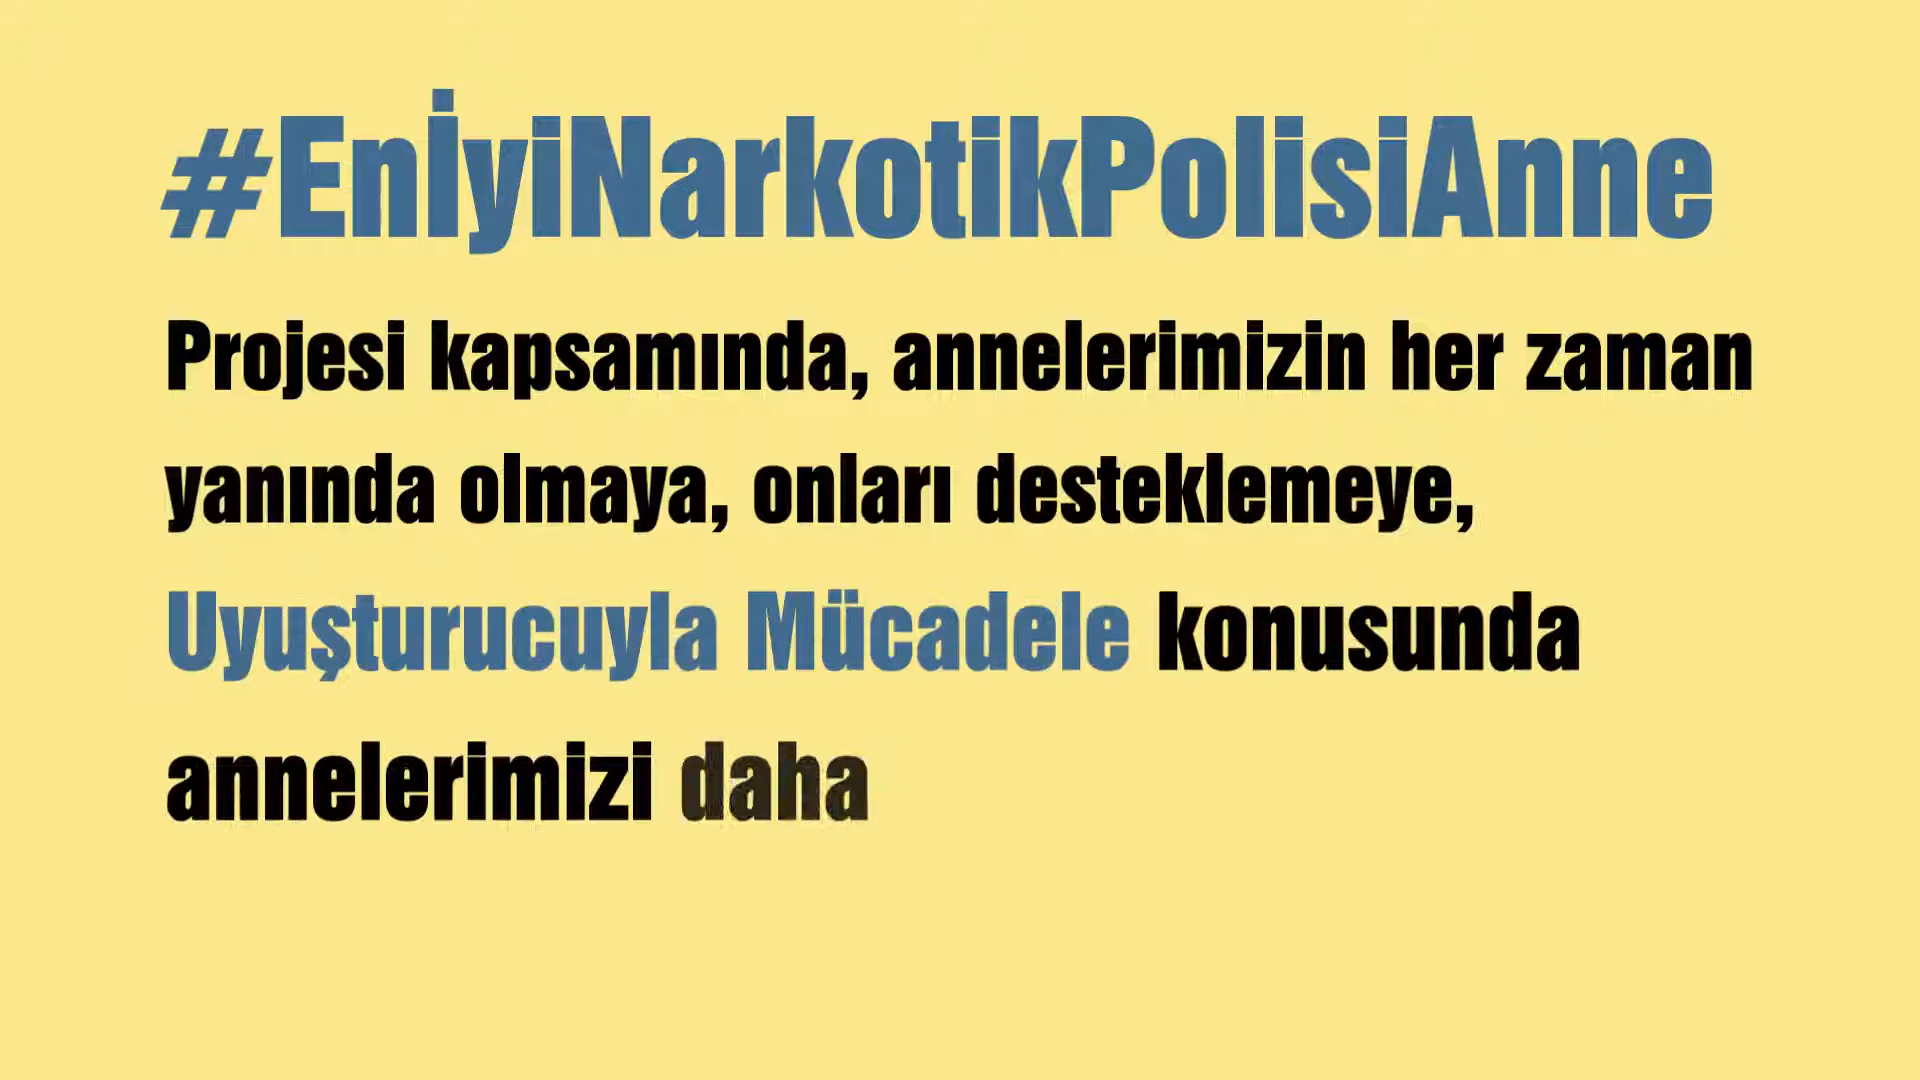 #EnİyiNarkotikPolisiAnne
Projesi kapsamında, annelerimizin her zaman
yanında olmaya, onları desteklemeye,
Uyuşturucuyla Mücadele konusunda
annelerimizi daha